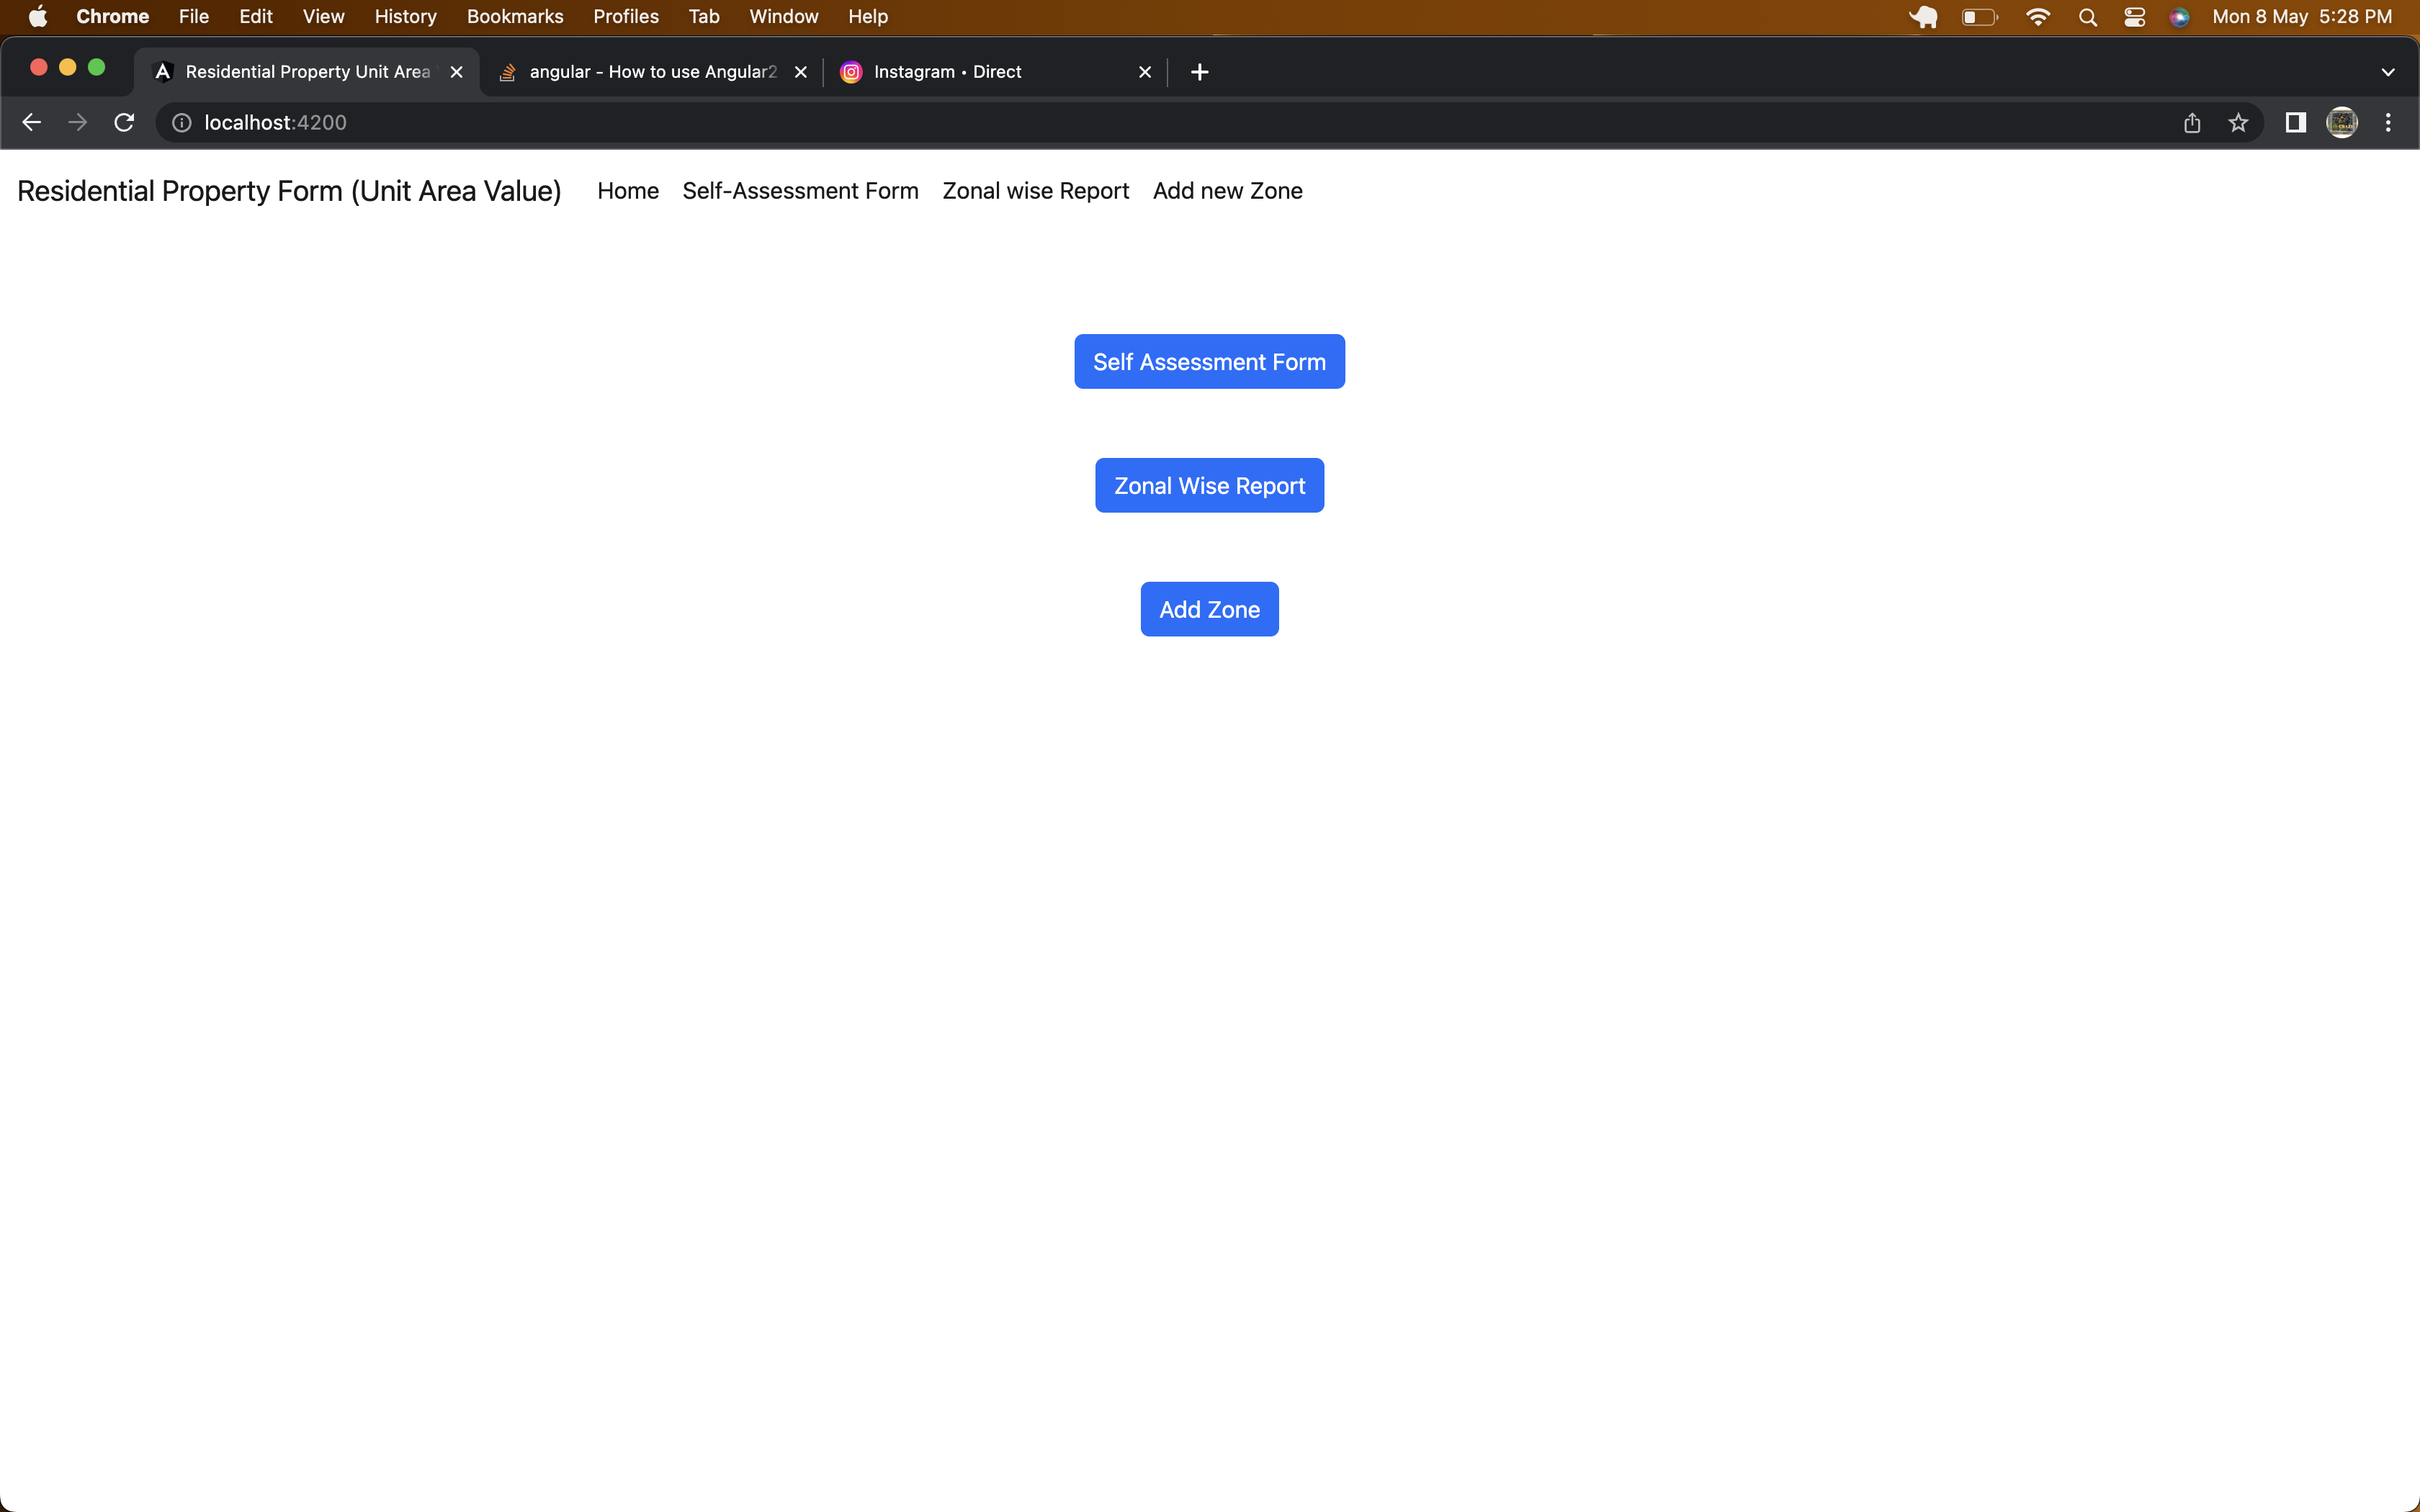 Chrome File Edit View History Bookmarks Profiles Tab Window Help Mon 8 May 5:28 PM
Residential Property Unit Area angular - How to use Angular2 Instagram • Direct
localhost:4200
Residential Property Form (Unit Area Value) Home Self-Assessment Form Zonal wise Report Add new Zone
Self Assessment Form
Zonal Wise Report
Add Zone